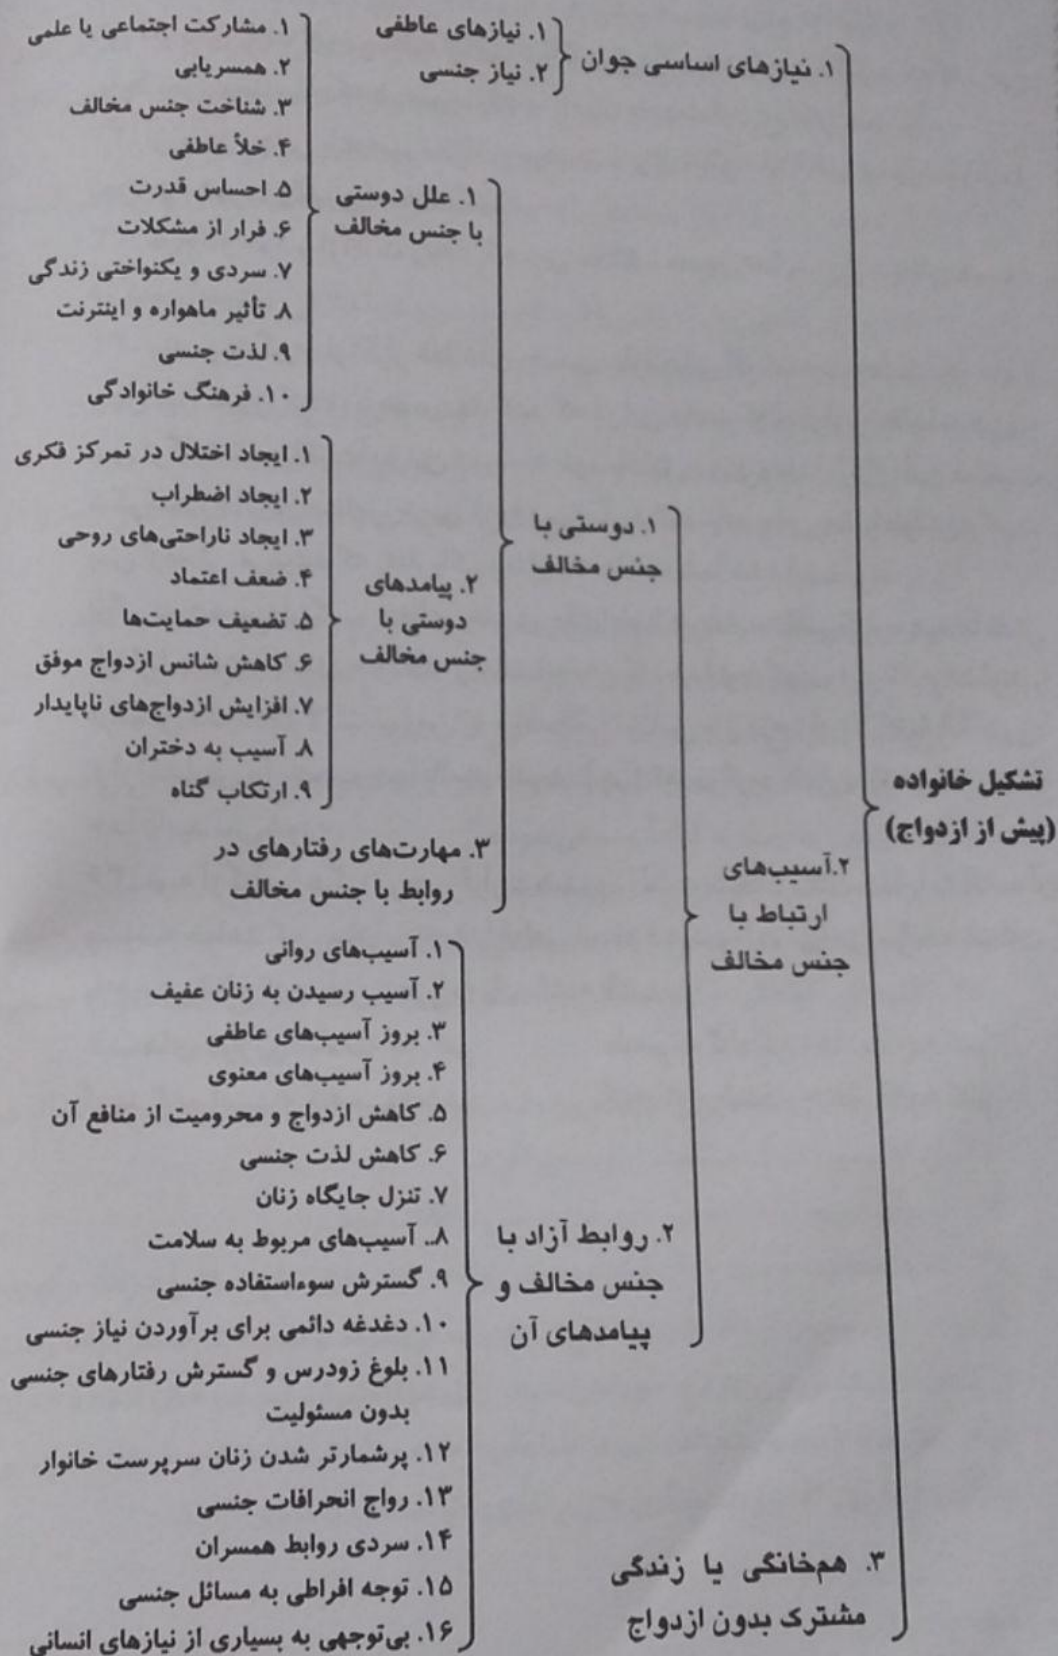 تشکیل خانواده
(پیش از ازدواج)
۱. نیازهای اساسی جوان
۱. نیازهای عاطفی
۲. نیاز جنسی
۲.آسیب‌های
ارتباط با
جنس مخالف
۱. دوستی با
جنس مخالف
۱. علل دوستی
با جنس مخالف
۱. مشارکت اجتماعی یا علمی
۲. همسریابی
۳. شناخت جنس مخالف
۴. خلأ عاطفی
۵. احساس قدرت
۶. فرار از مشکلات
۷. سردی و یکنواختی زندگی
۸. تأثیر ماهواره و اینترنت
۹. لذت جنسی
۱۰. فرهنگ خانوادگی
۲. پیامدهای
دوستی با
جنس مخالف
۱. ایجاد اختلال در تمرکز فکری
۲. ایجاد اضطراب
۳. ایجاد ناراحتی‌های روحی
۴. ضعف اعتماد
۵. تضعیف حمایت‌ها
۶. کاهش شانس ازدواج موفق
۷. افزایش ازدواج‌های ناپایدار
۸. آسیب به دختران
۹. ارتکاب گناه
۳. مهارت‌های رفتارهای در
روابط با جنس مخالف
۲. روابط آزاد با
جنس مخالف و
پیامدهای آن
۱. آسیب‌های روانی
۲. آسیب رسیدن به زنان عفیف
۳. بروز آسیب‌های عاطفی
۴. بروز آسیب‌های معنوی
۵. کاهش ازدواج و محرومیت از منافع آن
۶. کاهش لذت جنسی
۷. تنزل جایگاه زنان
۸.. آسیب‌های مربوط به سلامت
۹. گسترش سوءاستفاده جنسی
۱۰. دغدغه دائمی برای برآوردن نیاز جنسی
۱۱. بلوغ زودرس و گسترش رفتارهای جنسی
بدون مسئولیت
۱۲. پرشمارتر شدن زنان سرپرست خانوار
۱۳. رواج انحرافات جنسی
۱۴. سردی روابط همسران
۱۵. توجه افراطی به مسائل جنسی
۱۶. بی‌توجهی به بسیاری از نیازهای انسانی
۳. هم‌خانگی یا زندگی
مشترک بدون ازدواج